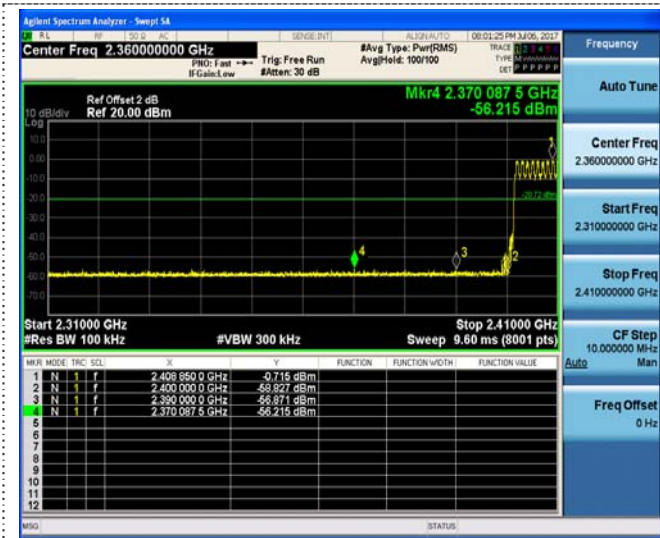 Agilent Spectrum Analyzer - Swept SA
RL RF 50 Ω AC SENSE:INT ALIGNAUTO 08:01:25 PM Jul 06, 2017
Center Freq 2.360000000 GHz
PNO: Fast
IFGain:Low
Trig: Free Run
#Atten: 30 dB
#Avg Type: Pwr(RMS)
Avg|Hold: 100/100
TRACE 1 2 3 4 5 6
TYPE
DET P P P P P P
Frequency
Ref Offset 2 dB
10 dB/div Ref 20.00 dBm
Log
Mkr4 2.370 087 5 GHz
-56.215 dBm
10.0
0.00
-10.0
-20.0
-30.0
-40.0
-50.0
-60.0
-70.0
1
-20.72 dBm
4
3
2
Start 2.31000 GHz
Stop 2.41000 GHz
#Res BW 100 kHz
#VBW 300 kHz
Sweep 9.60 ms (8001 pts)
MKR MODE TRC SCL X Y FUNCTION FUNCTION WIDTH FUNCTION VALUE
1 N 1 f 2.408 850 0 GHz -0.715 dBm
2 N 1 f 2.400 000 0 GHz -58.927 dBm
3 N 1 f 2.390 000 0 GHz -56.871 dBm
4 N 1 f 2.370 087 5 GHz -56.215 dBm
5
6
7
8
9
10
11
12
MSG
STATUS
Auto Tune
Center Freq
2.360000000 GHz
Start Freq
2.310000000 GHz
Stop Freq
2.410000000 GHz
CF Step
10.000000 MHz
Auto Man
Freq Offset
0 Hz